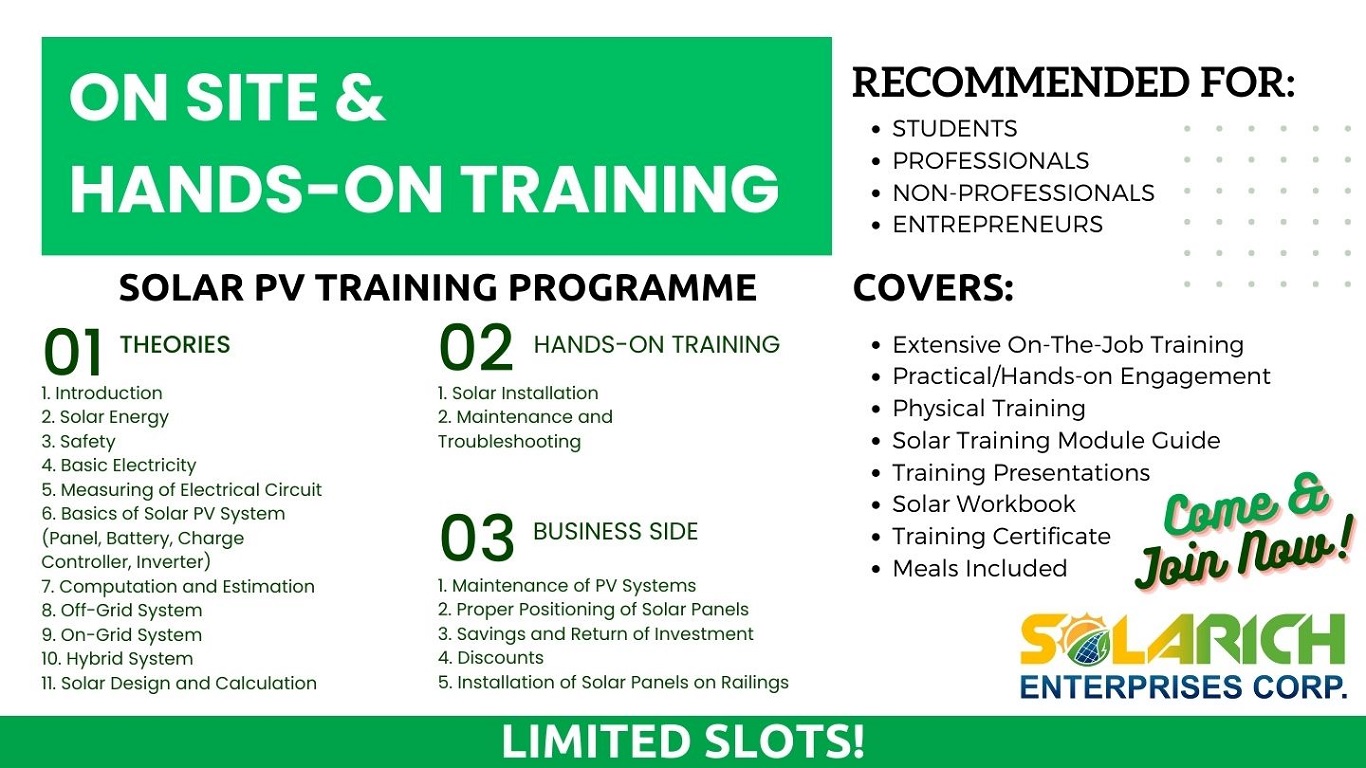 ON SITE &
HANDS-ON TRAINING
SOLAR PV TRAINING PROGRAMME
01 THEORIES
1. Introduction
2. Solar Energy
3. Safety
4. Basic Electricity
5. Measuring of Electrical Circuit
6. Basics of Solar PV System
(Panel, Battery, Charge
Controller, Inverter)
7. Computation and Estimation
8. Off-Grid System
9. On-Grid System
10. Hybrid System
11. Solar Design and Calculation
02 HANDS-ON TRAINING
1. Solar Installation
2. Maintenance and
Troubleshooting
03 BUSINESS SIDE
1. Maintenance of PV Systems
2. Proper Positioning of Solar Panels
3. Savings and Return of Investment
4. Discounts
5. Installation of Solar Panels on Railings
RECOMMENDED FOR:
• STUDENTS
• PROFESSIONALS
• NON-PROFESSIONALS
• ENTREPRENEURS
COVERS:
• Extensive On-The-Job Training
• Practical/Hands-on Engagement
• Physical Training
• Solar Training Module Guide
• Training Presentations
• Solar Workbook
• Training Certificate
• Meals Included
Come &
Join Now!
SOLARICH
ENTERPRISES CORP.
LIMITED SLOTS!